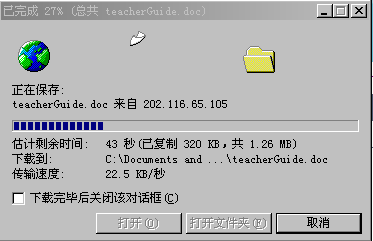 已完成 27% (总共 teacherGuide.doc)
正在保存:
teacherGuide.doc 来自 202.116.65.105
估计剩余时间: 43 秒(已复制 320 KB,共 1.26 MB)
下载到: C:\Documents and ...\teacherGuide.doc
传输速度: 22.5 KB/秒
下载完毕后关闭该对话框(C)
打开(O) 打开文件夹(F) 取消